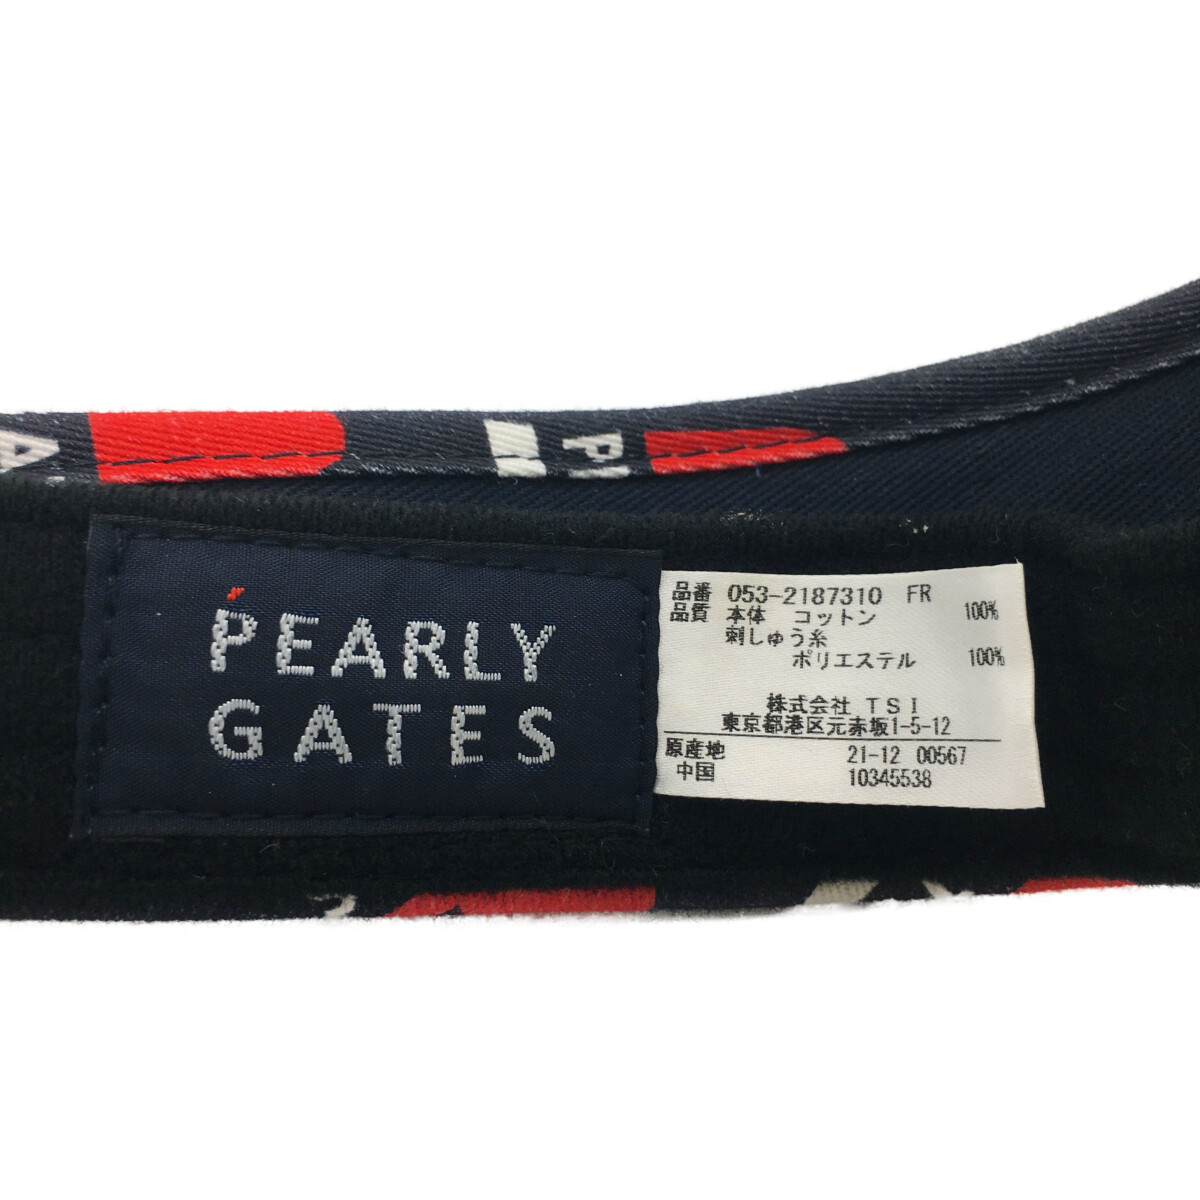 PEARLY
GATES
品番 053-2187310 FR
品質 本体 コットン 100%
刺しゅう糸
ポリエステル 100%
株式会社 TSI
東京都港区元赤坂1-5-12
原産地 21-12 00567
中国 10345538